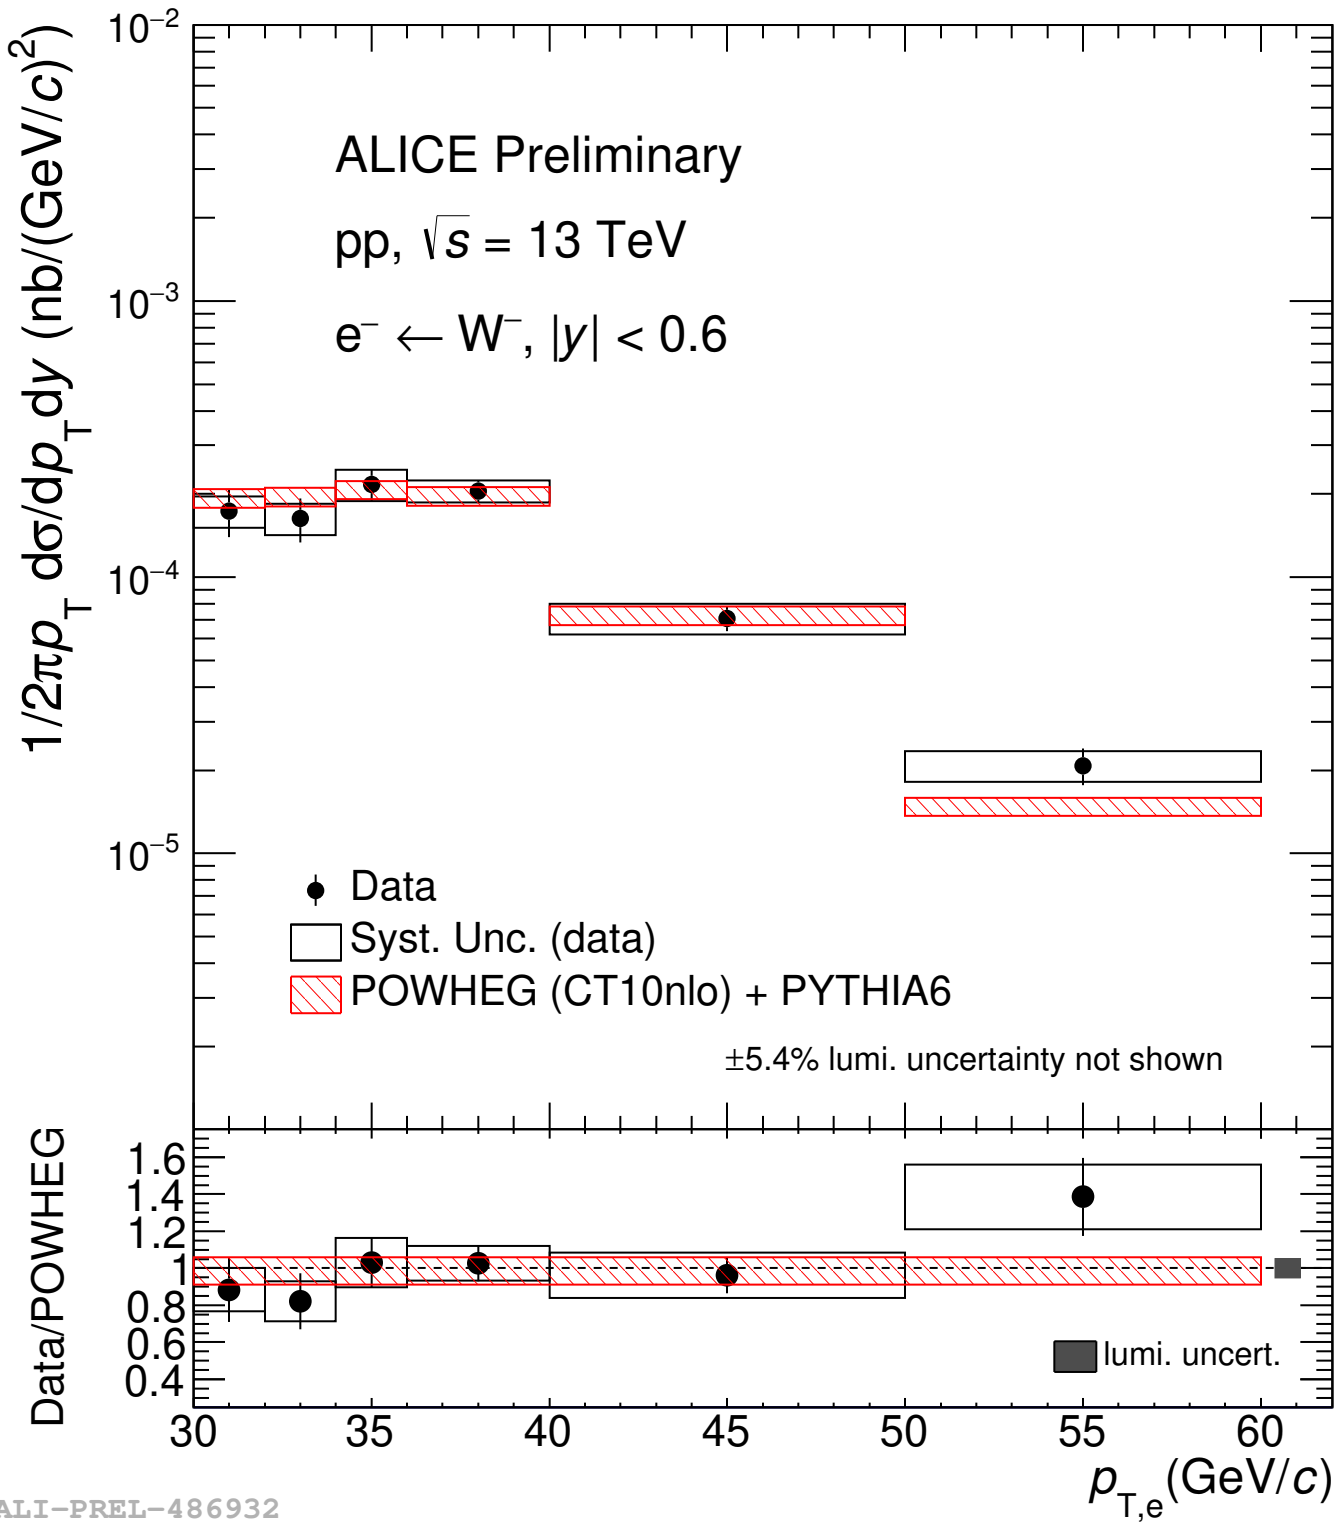 10⁻²
10⁻³
10⁻⁴
10⁻⁵
1/2πp_T dσ/dp_T dy (nb/(GeV/c)²)
ALICE Preliminary
pp, √s = 13 TeV
e⁻ ← W⁻, |y| < 0.6
Data
Syst. Unc. (data)
POWHEG (CT10nlo) + PYTHIA6
±5.4% lumi. uncertainty not shown
Data/POWHEG
1.6
1.4
1.2
1
0.8
0.6
0.4
lumi. uncert.
30 35 40 45 50 55 60
p_T,e (GeV/c)
ALI-PREL-486932